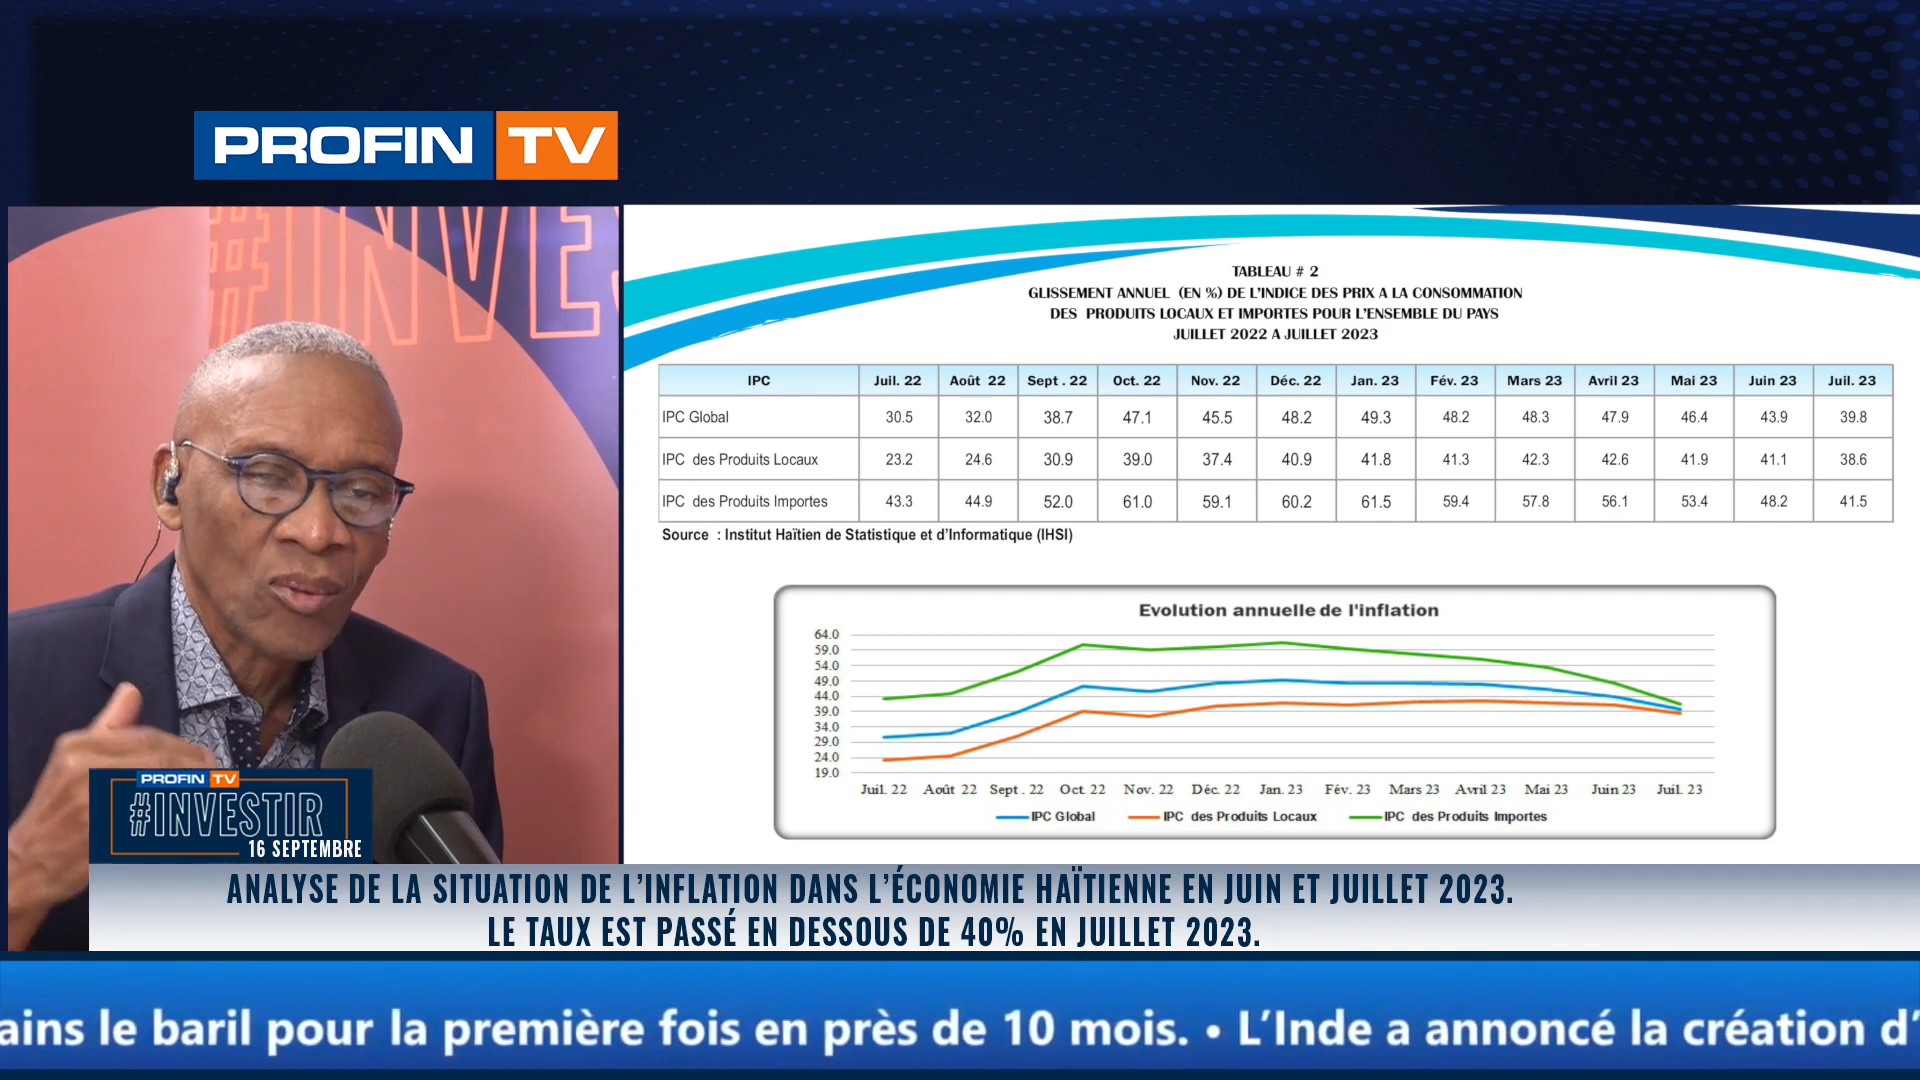 PROFIN TV
#INVES
TABLEAU # 2
GLISSEMENT ANNUEL (EN %) DE L'INDICE DES PRIX A LA CONSOMMATION
DES PRODUITS LOCAUX ET IMPORTES POUR L'ENSEMBLE DU PAYS
JUILLET 2022 A JUILLET 2023
IPC Juil. 22 Août 22 Sept . 22 Oct. 22 Nov. 22 Déc. 22 Jan. 23 Fév. 23 Mars 23 Avril 23 Mai 23 Juin 23 Juil. 23
IPC Global 30.5 32.0 38.7 47.1 45.5 48.2 49.3 48.2 48.3 47.9 46.4 43.9 39.8
IPC des Produits Locaux 23.2 24.6 30.9 39.0 37.4 40.9 41.8 41.3 42.3 42.6 41.9 41.1 38.6
IPC des Produits Importes 43.3 44.9 52.0 61.0 59.1 60.2 61.5 59.4 57.8 56.1 53.4 48.2 41.5
Source : Institut Haïtien de Statistique et d'Informatique (IHSI)
Evolution annuelle de l'inflation
64.0
59.0
54.0
49.0
44.0
39.0
34.0
29.0
24.0
19.0
Juil. 22 Août 22 Sept . 22 Oct. 22 Nov. 22 Déc. 22 Jan. 23 Fév. 23 Mars 23 Avril 23 Mai 23 Juin 23 Juil. 23
IPC Global IPC des Produits Locaux IPC des Produits Importes
PROFIN TV
#INVESTIR
16 SEPTEMBRE
ANALYSE DE LA SITUATION DE L'INFLATION DANS L'ÉCONOMIE HAÏTIENNE EN JUIN ET JUILLET 2023.
LE TAUX EST PASSÉ EN DESSOUS DE 40% EN JUILLET 2023.
ains le baril pour la première fois en près de 10 mois. • L'Inde a annoncé la création d'